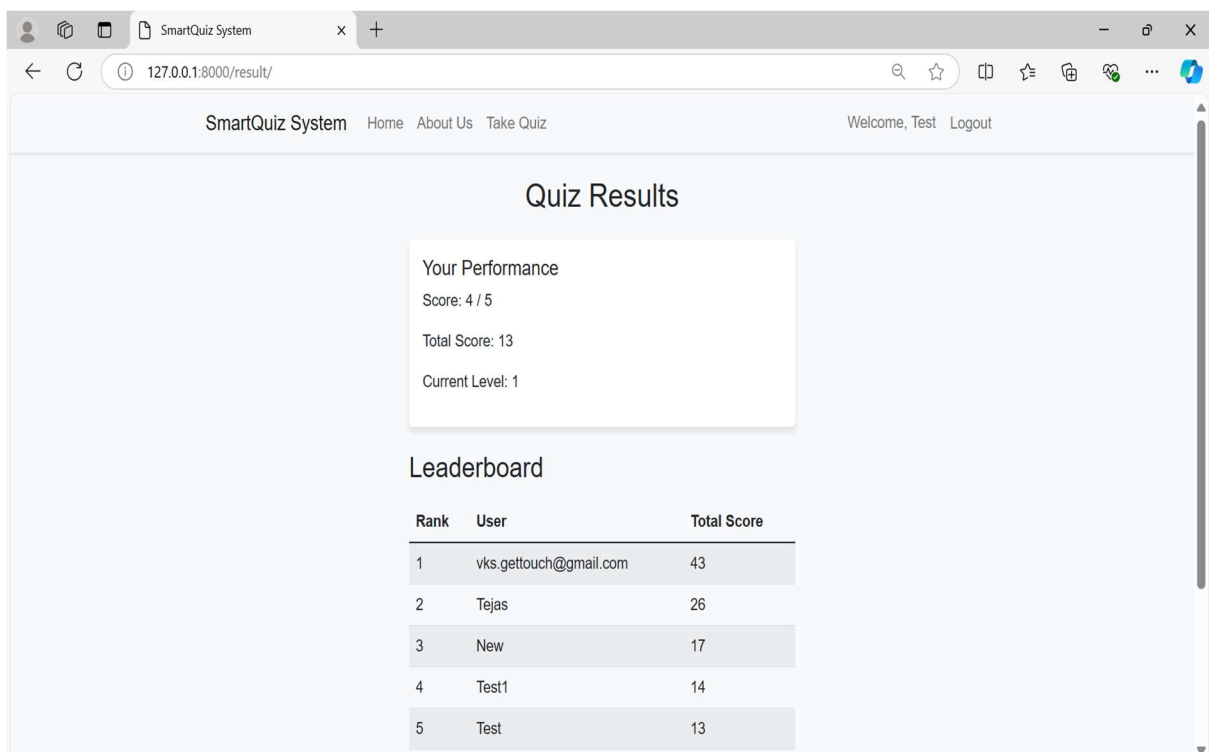 SmartQuiz System
127.0.0.1:8000/result/
SmartQuiz System Home About Us Take Quiz Welcome, Test Logout
Quiz Results
Your Performance
Score: 4 / 5
Total Score: 13
Current Level: 1
Leaderboard
Rank User Total Score
1 vks.gettouch@gmail.com 43
2 Tejas 26
3 New 17
4 Test1 14
5 Test 13